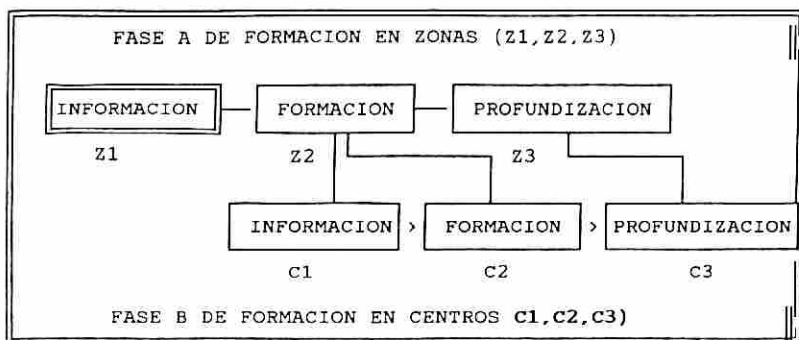 FASE A DE FORMACION EN ZONAS (Z1,Z2,Z3)
INFORMACION FORMACION PROFUNDIZACION
Z1 Z2 Z3
INFORMACION > FORMACION > PROFUNDIZACION
C1 C2 C3
FASE B DE FORMACION EN CENTROS C1,C2,C3)